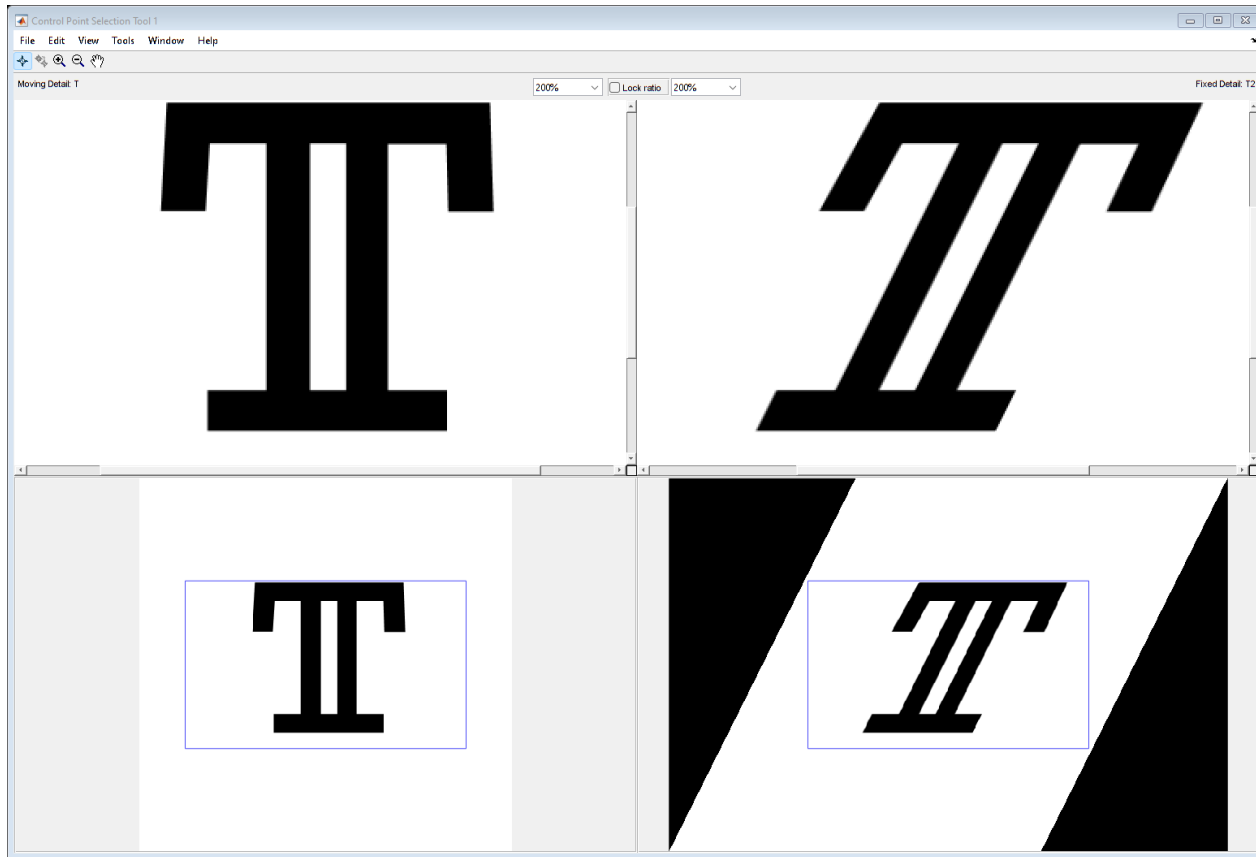 Control Point Selection Tool 1
File Edit View Tools Window Help
Moving Detail: T 200% Lock ratio 200% Fixed Detail: T2
T T
T T